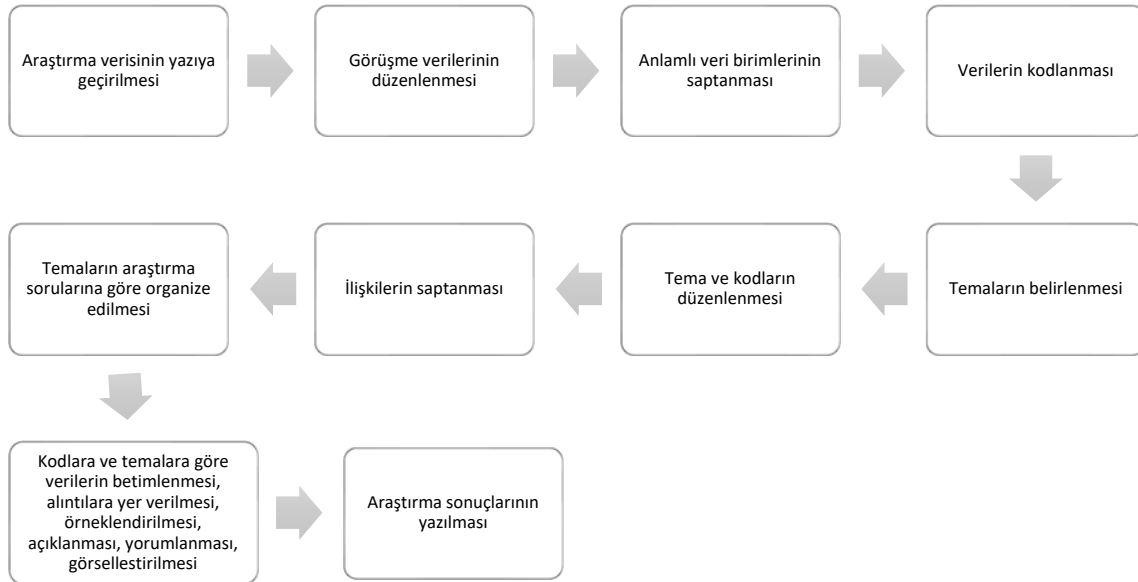 Araştırma verisinin yazıya
geçirilmesi
Görüşme verilerinin
düzenlenmesi
Anlamlı veri birimlerinin
saptanması
Verilerin kodlanması
Temaların belirlenmesi
Tema ve kodların
düzenlenmesi
İlişkilerin saptanması
Temaların araştırma
sorularına göre organize
edilmesi
Kodlara ve temalara göre
verilerin betimlenmesi,
alıntılara yer verilmesi,
örneklendirilmesi,
açıklanması, yorumlanması,
görsellestirilmesi
Araştırma sonuçlarının
yazılması